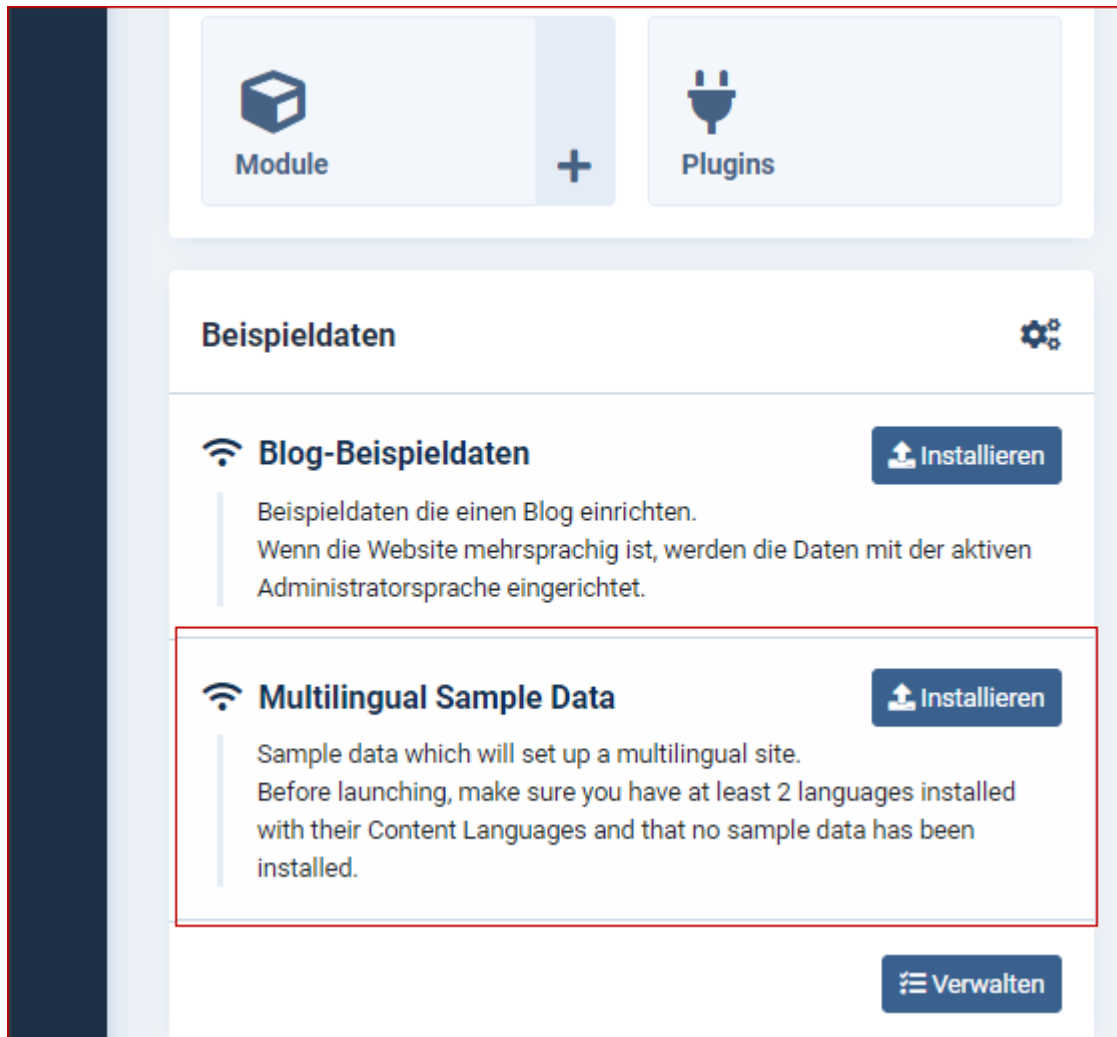 Module
Plugins
Beispieldaten
Blog-Beispieldaten
Installieren
Beispieldaten die einen Blog einrichten.
Wenn die Website mehrsprachig ist, werden die Daten mit der aktiven
Administratorsprache eingerichtet.
Multilingual Sample Data
Installieren
Sample data which will set up a multilingual site.
Before launching, make sure you have at least 2 languages installed
with their Content Languages and that no sample data has been
installed.
Verwalten